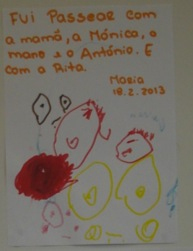 Fui Passear com
a mamã, a Mónica, o
mano e o António. E
com a Rita.
Maria
18.2.2013